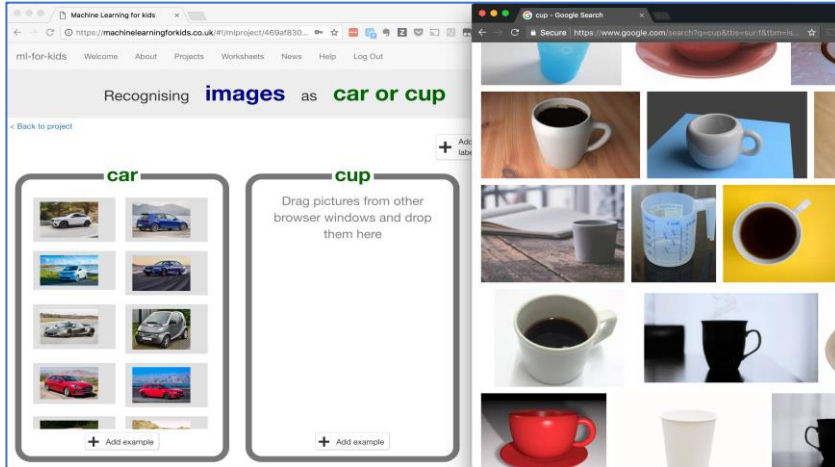 Machine Learning for kids
https://machinelearningforkids.co.uk/#!/mlproject/469af830...
ml-for-kids Welcome About Projects Worksheets News Help Log Out
Recognising images as car or cup
< Back to project
Add
labe
car
cup
Drag pictures from other
browser windows and drop
them here
Add example
Add example
cup - Google Search
Secure https://www.google.com/search?q=cup&tbs=sur:f&tbm=is...